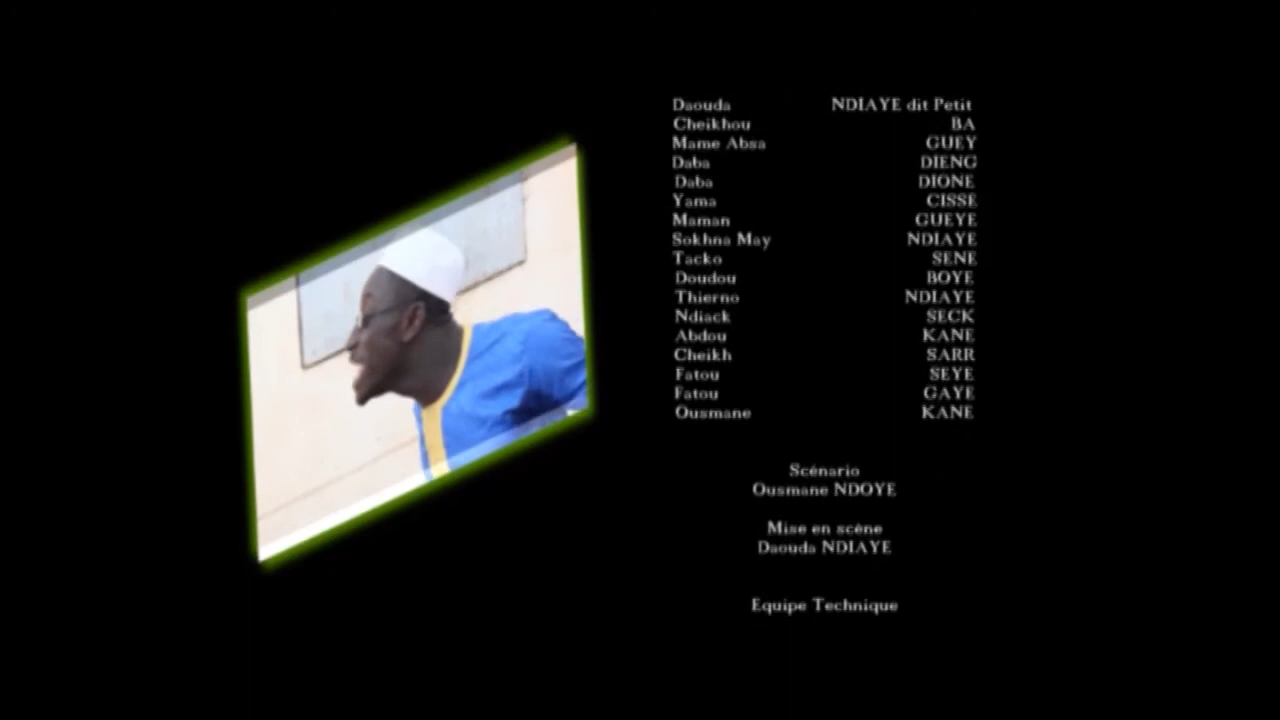 Daouda NDIAYE dit Petit
Cheikhou BA
Mame Absa GUEY
Daba DIENG
Daba DIONE
Yama CISSE
Maman GUEYE
Sokhna May NDIAYE
Tacko SENE
Doudou BOYE
Thierno NDIAYE
Ndiack SECK
Abdou KANE
Cheikh SARR
Fatou SEYE
Fatou GAYE
Ousmane KANE
Scénario
Ousmane NDOYE
Mise en scène
Daouda NDIAYE
Equipe Technique